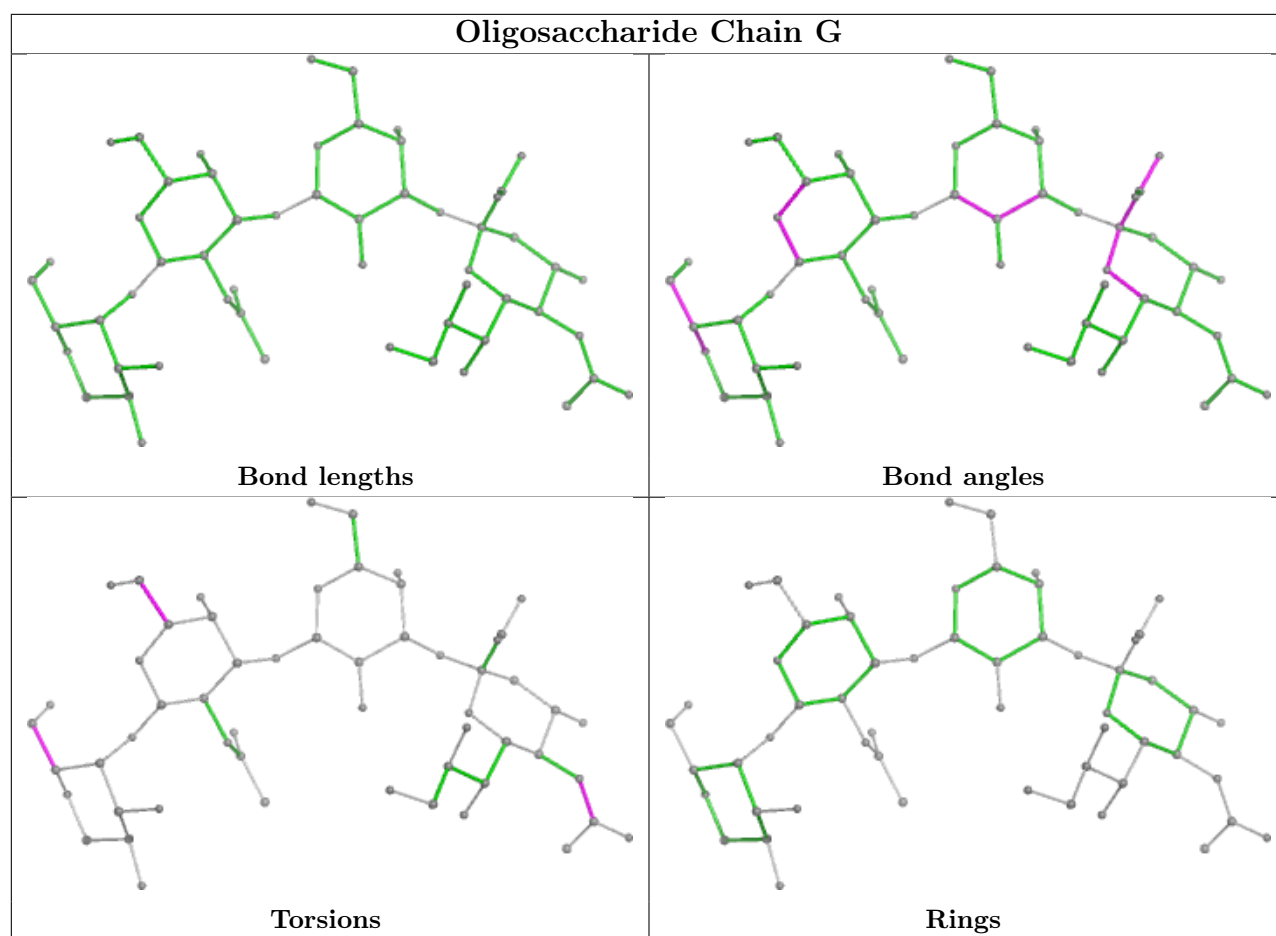 Oligosaccharide Chain G
Bond lengths
Bond angles
Torsions
Rings